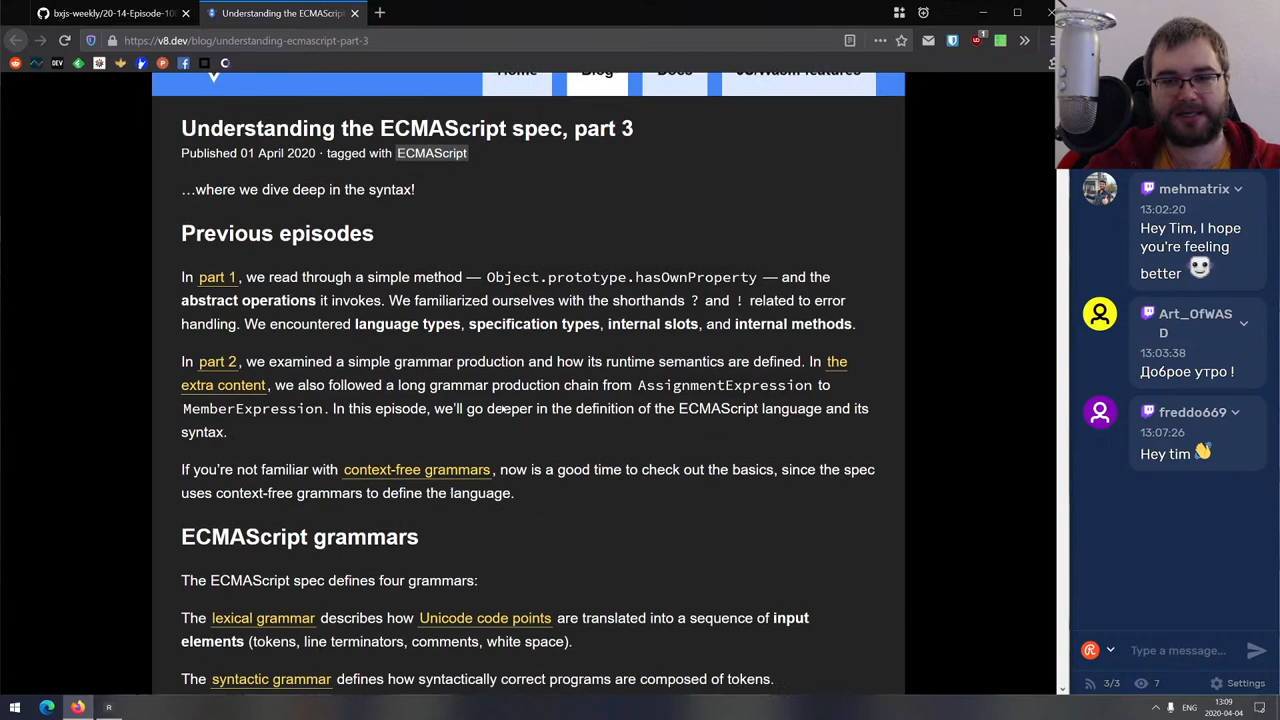 bxjs-weekly/20-14-Episode-10
Understanding the ECMAScript
https://v8.dev/blog/understanding-ecmascript-part-3
Home Blog Docs JS/Wasm features
Understanding the ECMAScript spec, part 3
Published 01 April 2020 · tagged with ECMAScript
…where we dive deep in the syntax!
Previous episodes
In part 1, we read through a simple method — Object.prototype.hasOwnProperty — and the
abstract operations it invokes. We familiarized ourselves with the shorthands ? and ! related to error
handling. We encountered language types, specification types, internal slots, and internal methods.
In part 2, we examined a simple grammar production and how its runtime semantics are defined. In the
extra content, we also followed a long grammar production chain from AssignmentExpression to
MemberExpression. In this episode, we’ll go deeper in the definition of the ECMAScript language and its
syntax.
If you’re not familiar with context-free grammars, now is a good time to check out the basics, since the spec
uses context-free grammars to define the language.
ECMAScript grammars
The ECMAScript spec defines four grammars:
The lexical grammar describes how Unicode code points are translated into a sequence of input
elements (tokens, line terminators, comments, white space).
The syntactic grammar defines how syntactically correct programs are composed of tokens.
mehmatrix
13:02:20
Hey Tim, I hope
you're feeling
better
Art_OfWAS
D
13:03:38
Доброе утро !
freddo669
13:07:26
Hey tim
Type a message...
3/3 7 Settings
ENG
13:09
2020-04-04